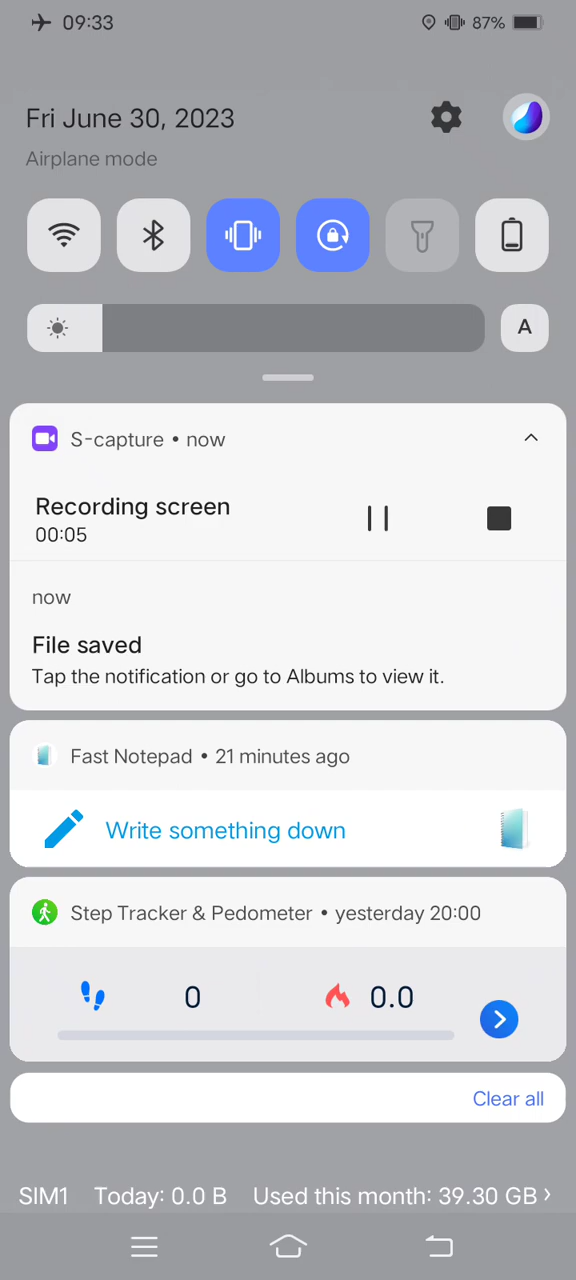 09:33
87%
Fri June 30, 2023
Airplane mode
A
S-capture • now
Recording screen
00:05
now
File saved
Tap the notification or go to Albums to view it.
Fast Notepad • 21 minutes ago
Write something down
Step Tracker & Pedometer • yesterday 20:00
0 0.0
Clear all
SIM1 Today: 0.0 B Used this month: 39.30 GB ›